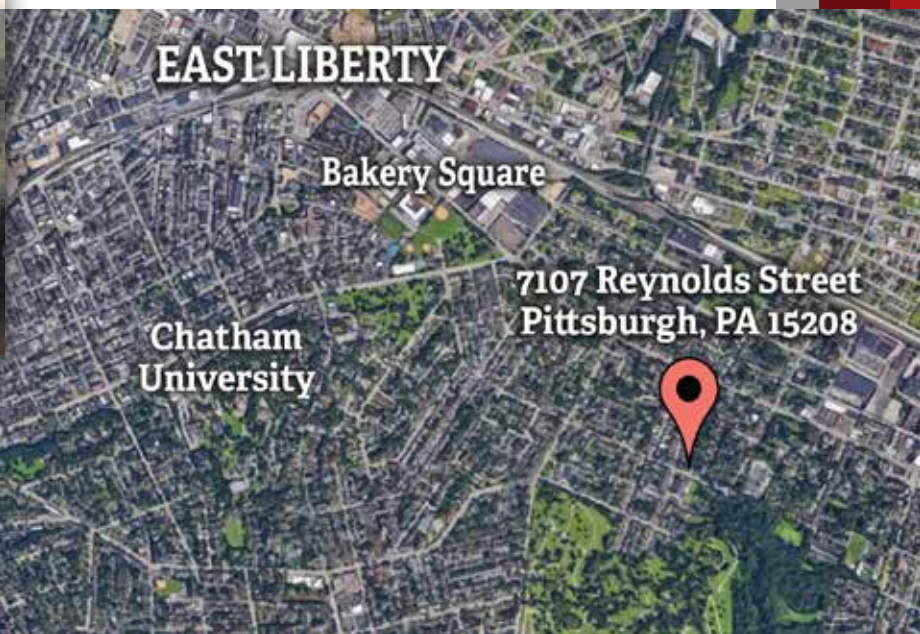 EAST LIBERTY
Bakery Square
7107 Reynolds Street
Pittsburgh, PA 15208
Chatham
University